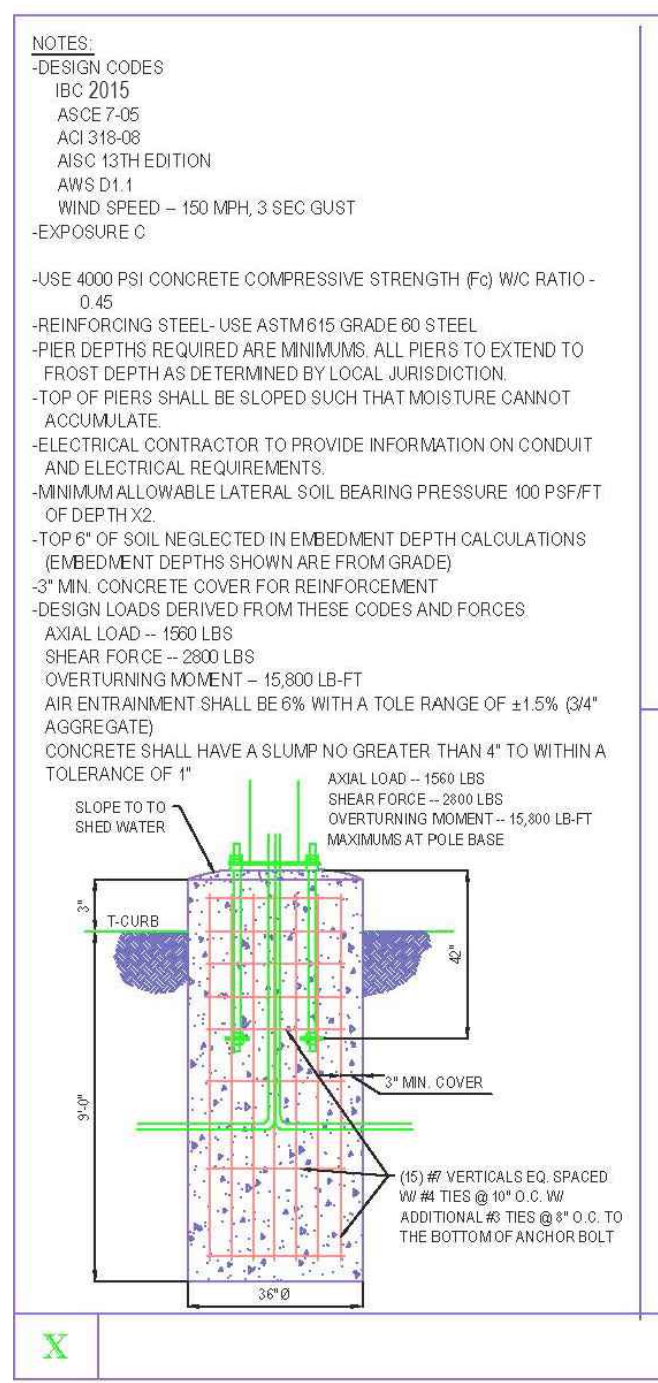 NOTES:
-DESIGN CODES
IBC 2015
ASCE 7-05
ACI 318-08
AISC 13TH EDITION
AWS D1.1
WIND SPEED -- 150 MPH, 3 SEC GUST
-EXPOSURE C
-USE 4000 PSI CONCRETE COMPRESSIVE STRENGTH (Fc) W/C RATIO -
0.45
-REINFORCING STEEL- USE ASTM 615 GRADE 60 STEEL
-PIER DEPTHS REQUIRED ARE MINIMUMS. ALL PIERS TO EXTEND TO
FROST DEPTH AS DETERMINED BY LOCAL JURISDICTION.
-TOP OF PIERS SHALL BE SLOPED SUCH THAT MOISTURE CANNOT
ACCUMULATE.
-ELECTRICAL CONTRACTOR TO PROVIDE INFORMATION ON CONDUIT
AND ELECTRICAL REQUIREMENTS.
-MINIMUM ALLOWABLE LATERAL SOIL BEARING PRESSURE 100 PSF/FT
OF DEPTH X2.
-TOP 6" OF SOIL NEGLECTED IN EMBEDMENT DEPTH CALCULATIONS
(EMBEDMENT DEPTHS SHOWN ARE FROM GRADE)
-3" MIN. CONCRETE COVER FOR REINFORCEMENT
-DESIGN LOADS DERIVED FROM THESE CODES AND FORCES
AXIAL LOAD -- 1560 LBS
SHEAR FORCE -- 2800 LBS
OVERTURNING MOMENT -- 15,800 LB-FT
AIR ENTRAINMENT SHALL BE 6% WITH A TOLE RANGE OF ±1.5% (3/4"
AGGREGATE)
CONCRETE SHALL HAVE A SLUMP NO GREATER THAN 4" TO WITHIN A
TOLERANCE OF 1"
AXIAL LOAD -- 1560 LBS
SHEAR FORCE -- 2800 LBS
OVERTURNING MOMENT -- 15,800 LB-FT
MAXIMUMS AT POLE BASE
SLOPE TO TO
SHED WATER
3"
T-CURB
42"
3" MIN. COVER
9'-0"
(15) #7 VERTICALS EQ. SPACED
W/ #4 TIES @ 10" O.C. W/
ADDITIONAL #3 TIES @ 8" O.C. TO
THE BOTTOM OF ANCHOR BOLT
36"Ø
X